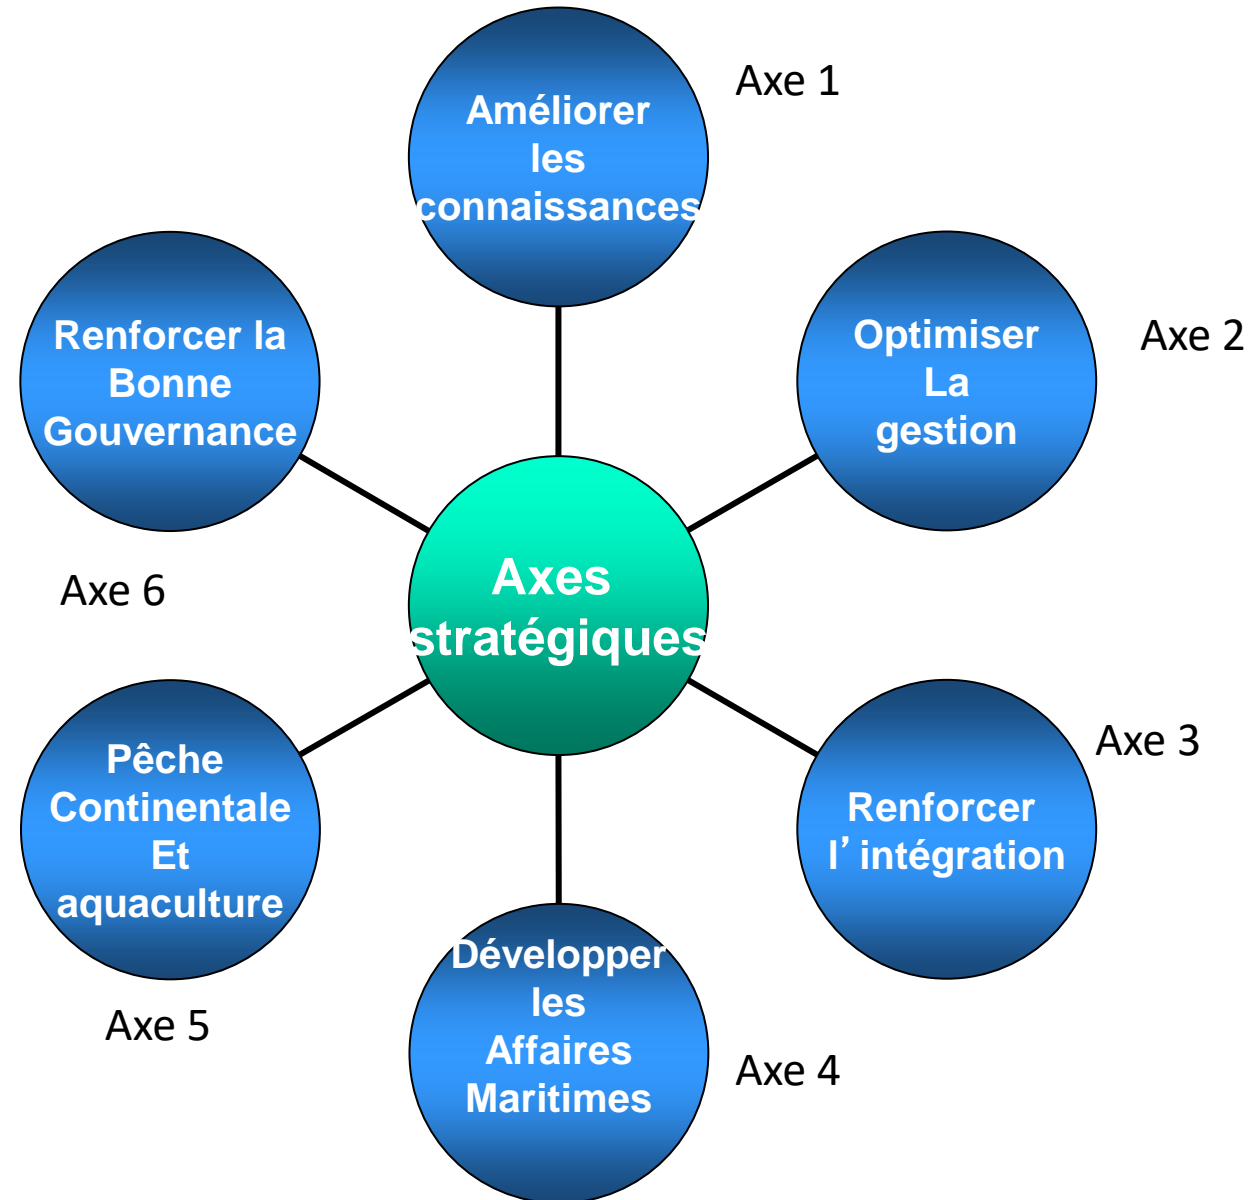 Améliorer
les
connaissances
Axe 1
Optimiser
La
gestion
Axe 2
Renforcer
l’intégration
Axe 3
Développer
les
Affaires
Maritimes
Axe 4
Pêche
Continentale
Et
aquaculture
Axe 5
Renforcer la
Bonne
Gouvernance
Axe 6
Axes
stratégiques